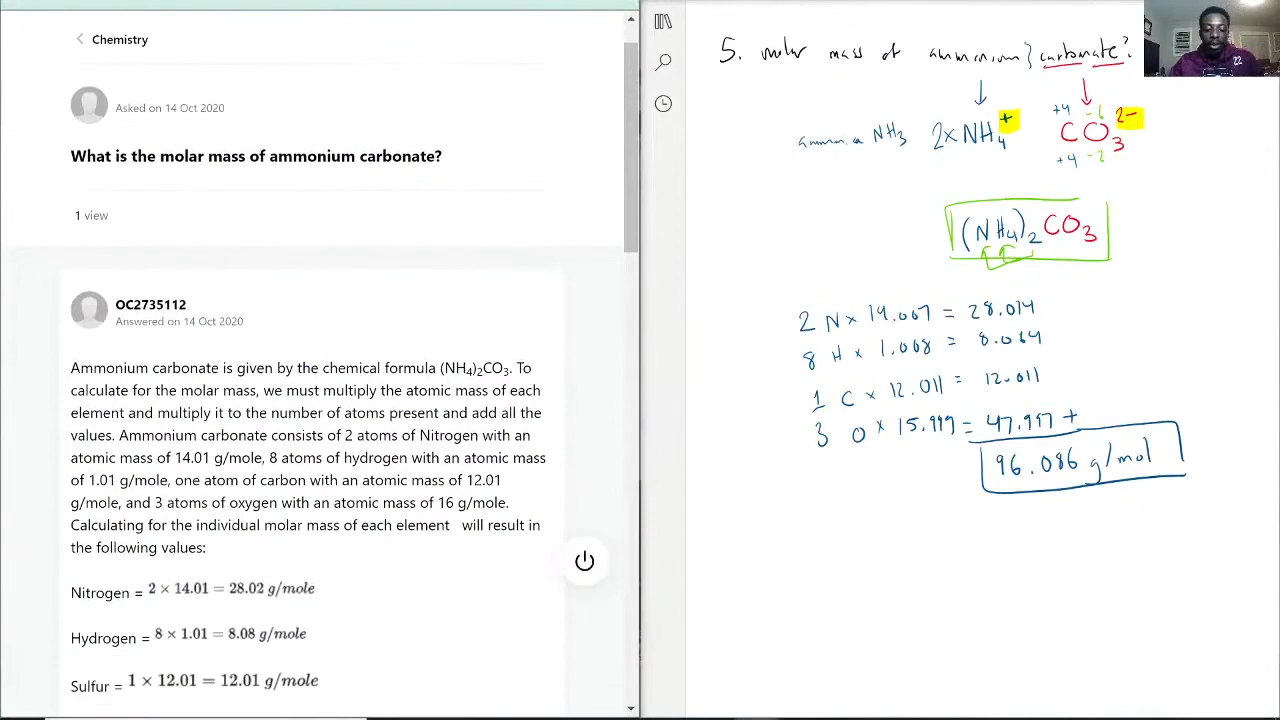 Chemistry
Asked on 14 Oct 2020
What is the molar mass of ammonium carbonate?
1 view
OC2735112
Answered on 14 Oct 2020
Ammonium carbonate is given by the chemical formula (NH4)2CO3. To
calculate for the molar mass, we must multiply the atomic mass of each
element and multiply it to the number of atoms present and add all the
values. Ammonium carbonate consists of 2 atoms of Nitrogen with an
atomic mass of 14.01 g/mole, 8 atoms of hydrogen with an atomic mass
of 1.01 g/mole, one atom of carbon with an atomic mass of 12.01
g/mole, and 3 atoms of oxygen with an atomic mass of 16 g/mole.
Calculating for the individual molar mass of each element will result in
the following values:
Nitrogen = 2 × 14.01 = 28.02 g/mole
Hydrogen = 8 × 1.01 = 8.08 g/mole
Sulfur = 1 × 12.01 = 12.01 g/mole
5. molar mass of ammonium} carbonate?
+4 -6
ammonia NH3 2×NH4+ CO3 2-
+4 -2
(NH4)2CO3
2 N × 14.007 = 28.014
8 H × 1.008 = 8.064
1 C × 12.011 = 12.011
3 O × 15.999 = 47.997 +
96.086 g/mol
22